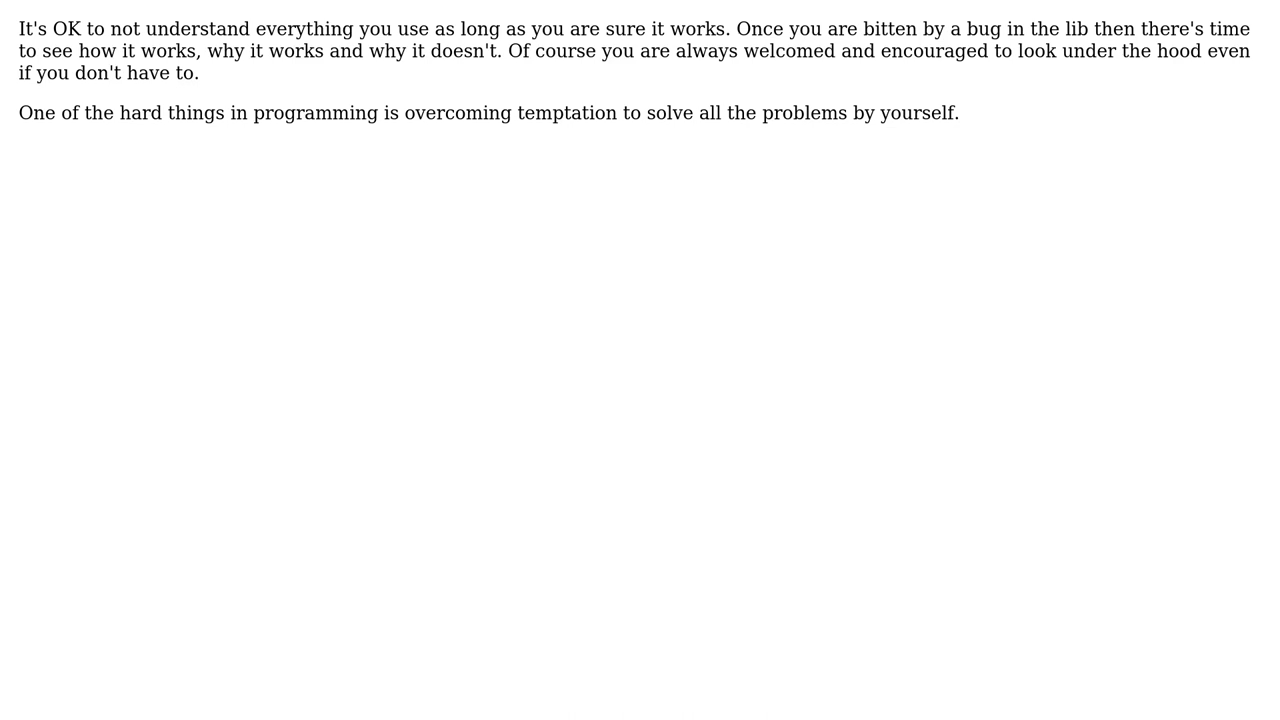 It's OK to not understand everything you use as long as you are sure it works. Once you are bitten by a bug in the lib then there's time
to see how it works, why it works and why it doesn't. Of course you are always welcomed and encouraged to look under the hood even
if you don't have to.
One of the hard things in programming is overcoming temptation to solve all the problems by yourself.